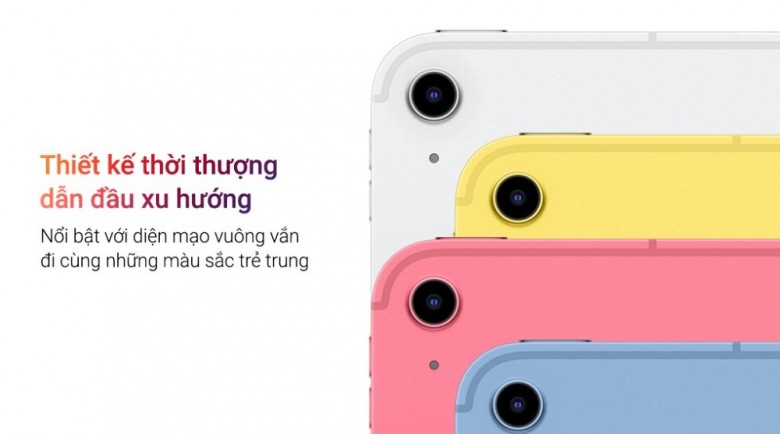 Thiết kế thời thượng
dẫn đầu xu hướng
Nổi bật với diện mạo vuông vắn
đi cùng những màu sắc trẻ trung